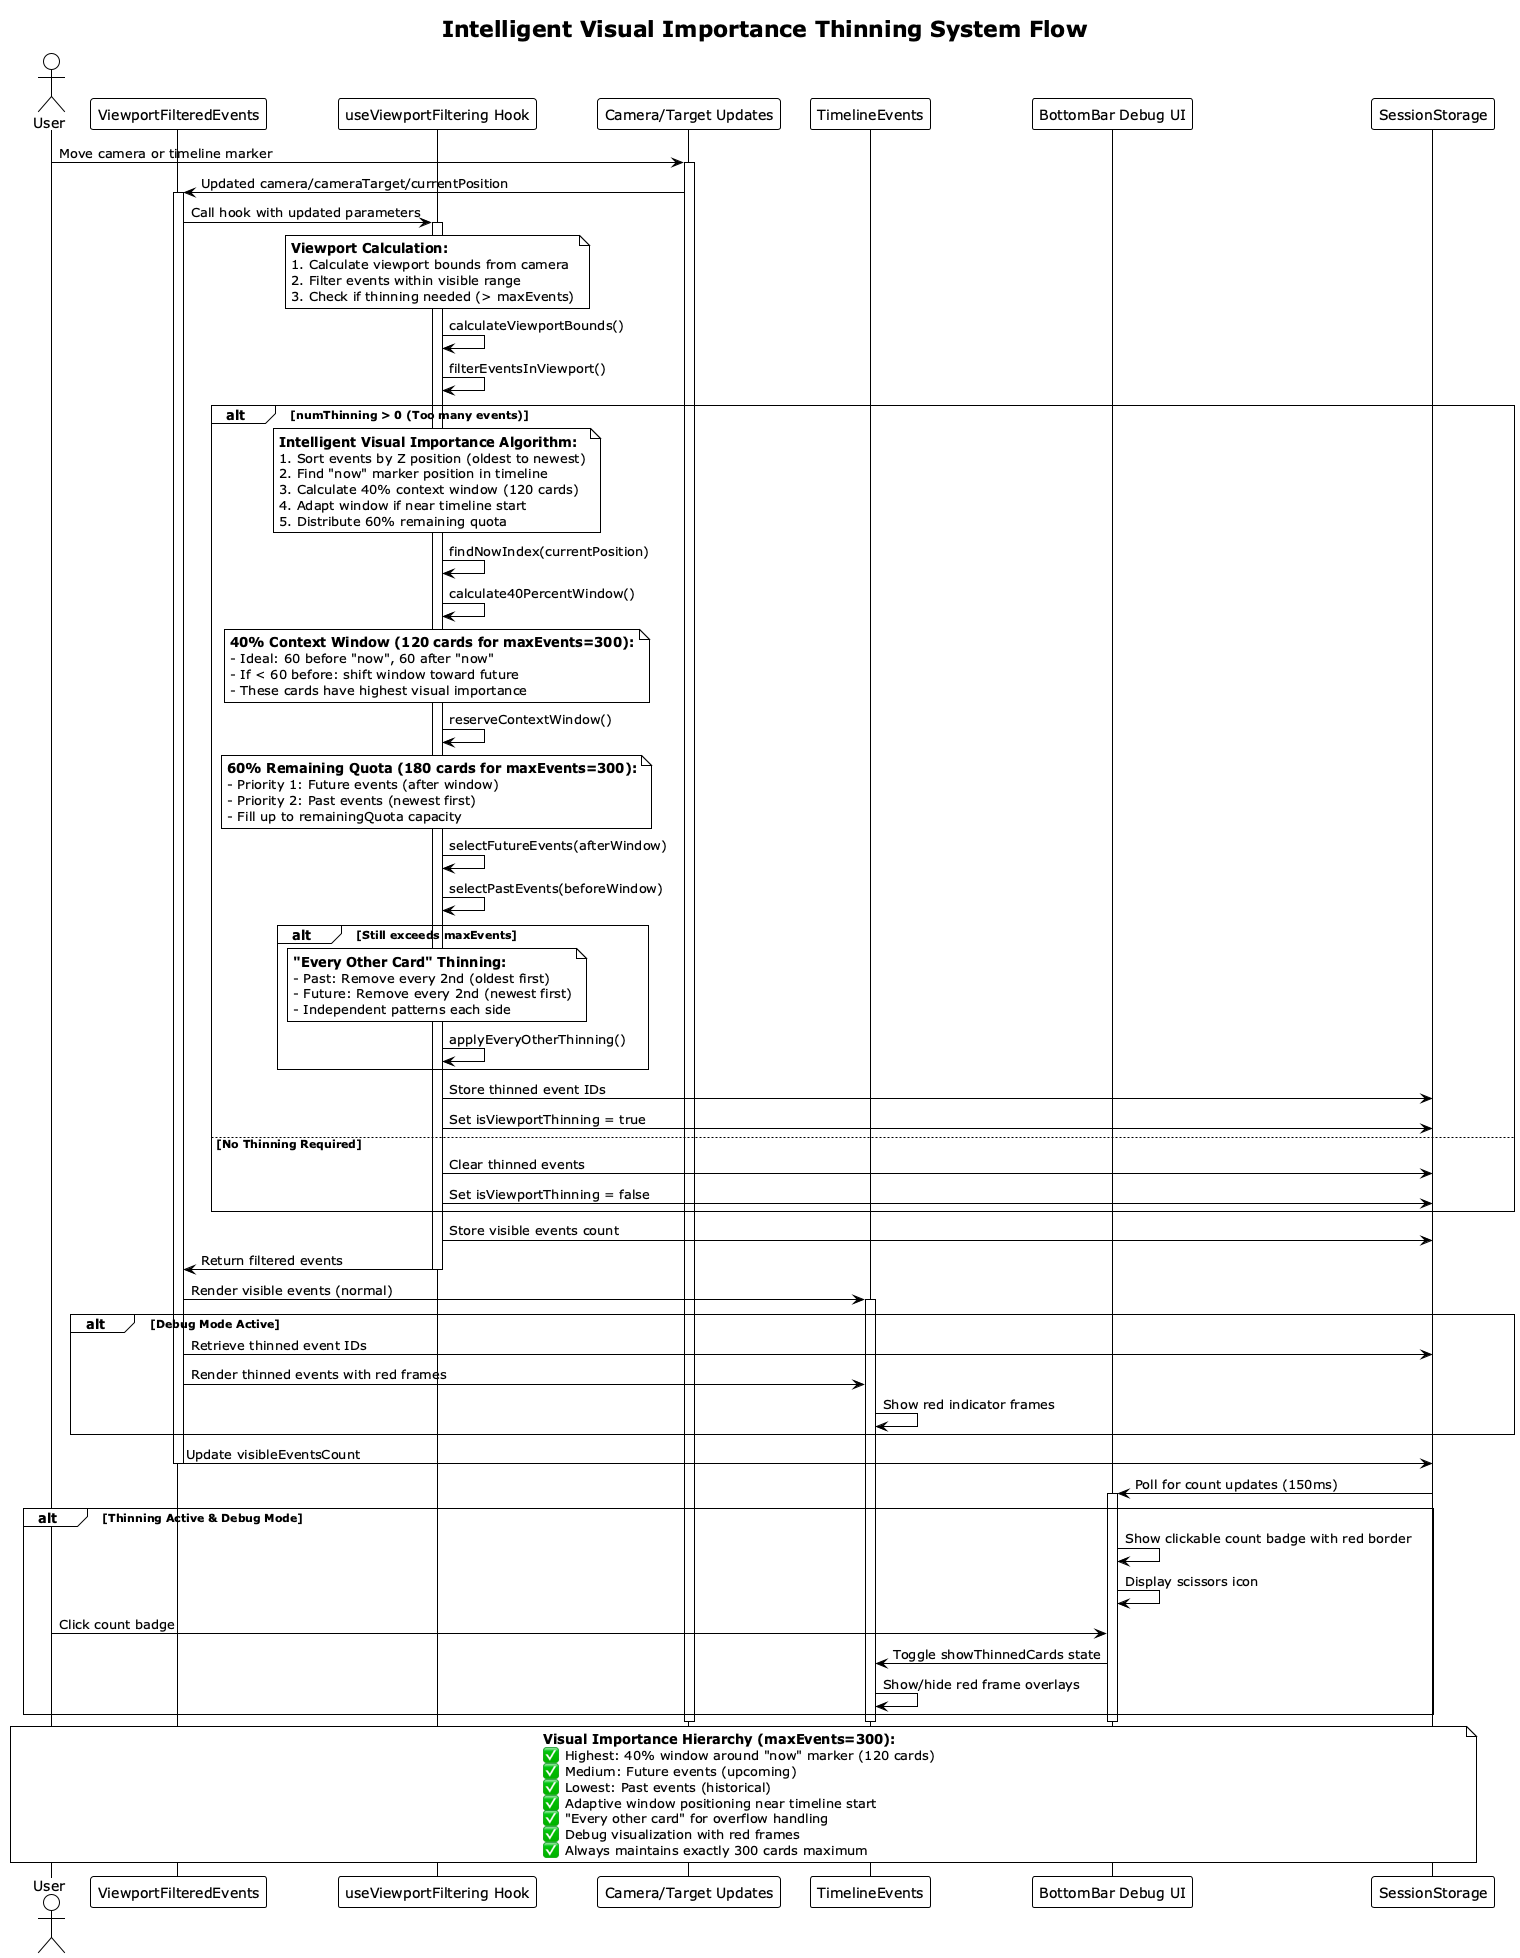 Intelligent Visual Importance Thinning System Flow
User
ViewportFilteredEvents
useViewportFiltering Hook
Camera/Target Updates
TimelineEvents
BottomBar Debug UI
SessionStorage
Move camera or timeline marker
Updated camera/cameraTarget/currentPosition
Call hook with updated parameters
Viewport Calculation:
1. Calculate viewport bounds from camera
2. Filter events within visible range
3. Check if thinning needed (> maxEvents)
calculateViewportBounds()
filterEventsInViewport()
alt [numThinning > 0 (Too many events)]
Intelligent Visual Importance Algorithm:
1. Sort events by Z position (oldest to newest)
2. Find "now" marker position in timeline
3. Calculate 40% context window (120 cards)
4. Adapt window if near timeline start
5. Distribute 60% remaining quota
findNowIndex(currentPosition)
calculate40PercentWindow()
40% Context Window (120 cards for maxEvents=300):
- Ideal: 60 before "now", 60 after "now"
- If < 60 before: shift window toward future
- These cards have highest visual importance
reserveContextWindow()
60% Remaining Quota (180 cards for maxEvents=300):
- Priority 1: Future events (after window)
- Priority 2: Past events (newest first)
- Fill up to remainingQuota capacity
selectFutureEvents(afterWindow)
selectPastEvents(beforeWindow)
alt [Still exceeds maxEvents]
"Every Other Card" Thinning:
- Past: Remove every 2nd (oldest first)
- Future: Remove every 2nd (newest first)
- Independent patterns each side
applyEveryOtherThinning()
Store thinned event IDs
Set isViewportThinning = true
[No Thinning Required]
Clear thinned events
Set isViewportThinning = false
Store visible events count
Return filtered events
Render visible events (normal)
alt [Debug Mode Active]
Retrieve thinned event IDs
Render thinned events with red frames
Show red indicator frames
Update visibleEventsCount
Poll for count updates (150ms)
alt [Thinning Active & Debug Mode]
Show clickable count badge with red border
Display scissors icon
Click count badge
Toggle showThinnedCards state
Show/hide red frame overlays
Visual Importance Hierarchy (maxEvents=300):
✅ Highest: 40% window around "now" marker (120 cards)
✅ Medium: Future events (upcoming)
✅ Lowest: Past events (historical)
✅ Adaptive window positioning near timeline start
✅ "Every other card" for overflow handling
✅ Debug visualization with red frames
✅ Always maintains exactly 300 cards maximum
User
ViewportFilteredEvents
useViewportFiltering Hook
Camera/Target Updates
TimelineEvents
BottomBar Debug UI
SessionStorage